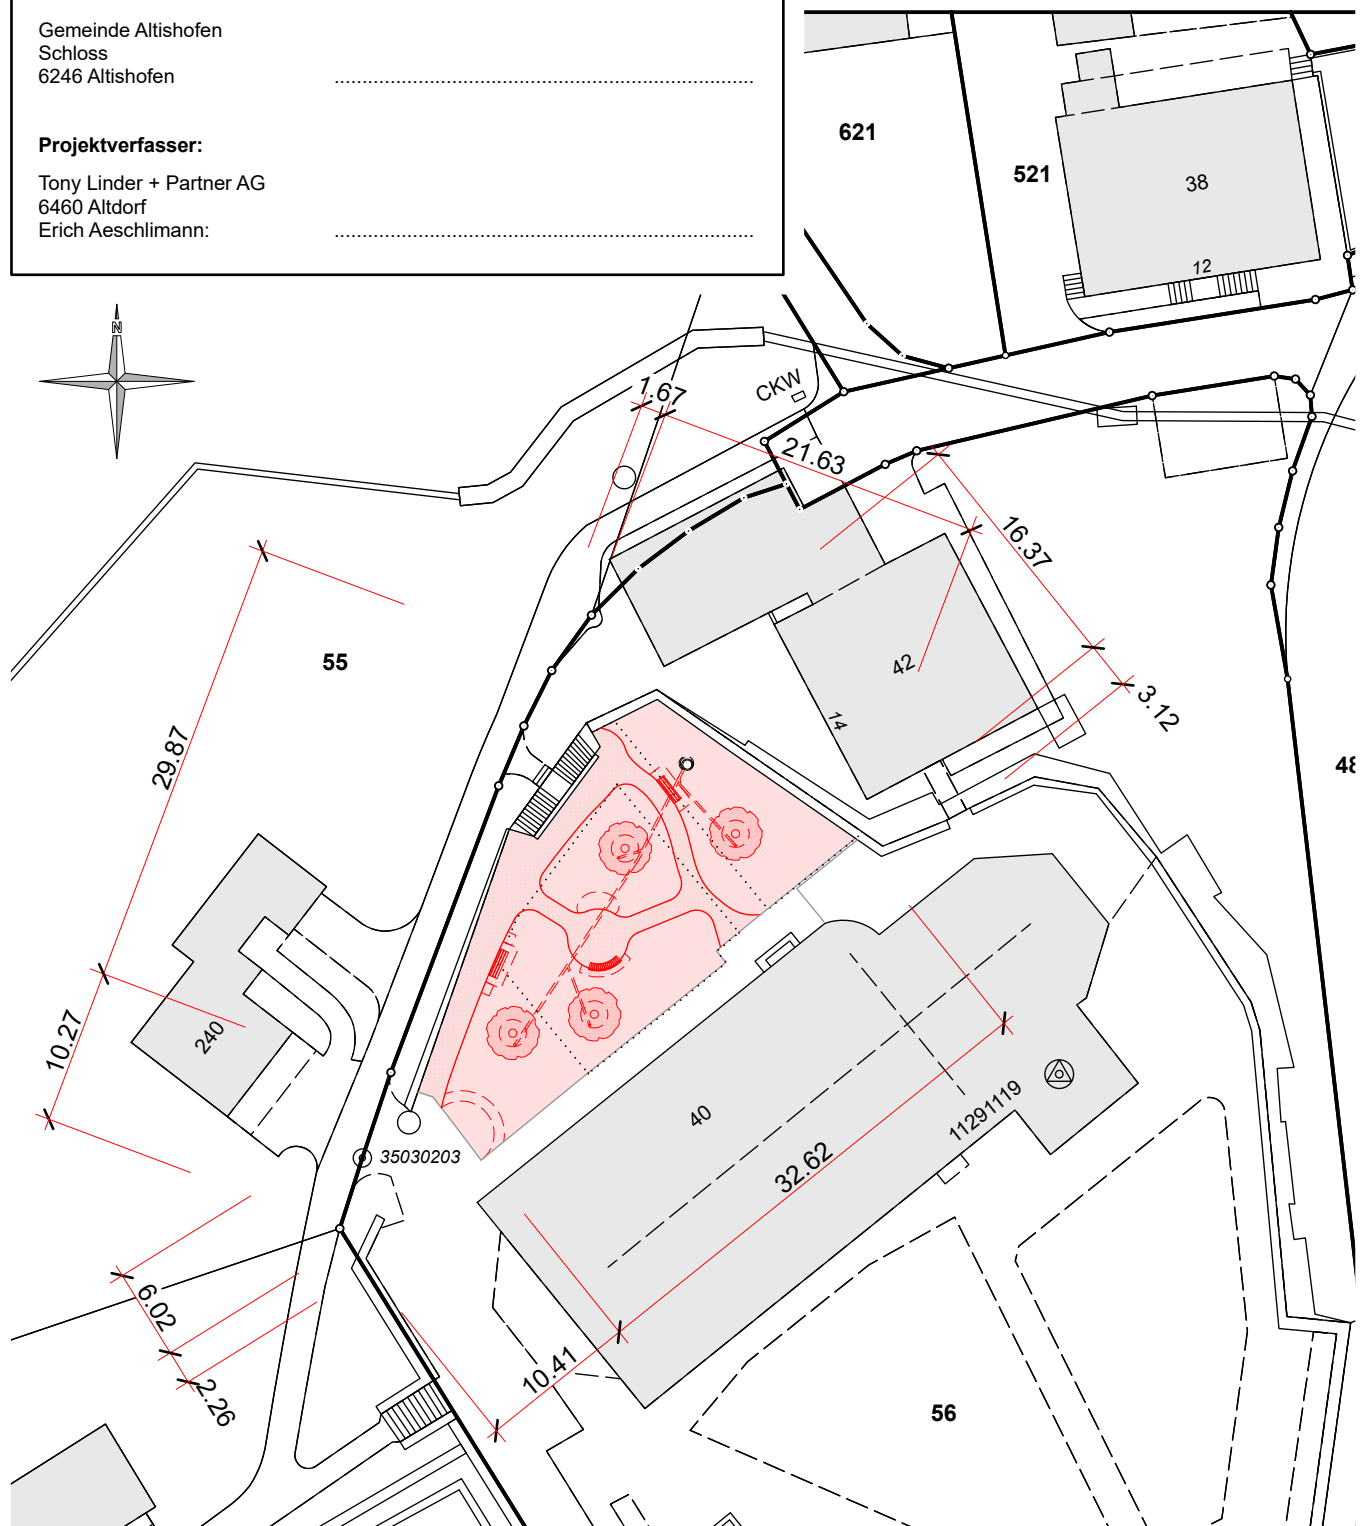 Gemeinde Altishofen
Schloss
6246 Altishofen ..........................................................................
Projektverfasser:
Tony Linder + Partner AG
6460 Altdorf
Erich Aeschlimann: ..........................................................................
621
521
38
12
N
CKW
1.67
21.63
16.37
55
42
14
3.12
29.87
48
240
10.27
40
11291119
35030203
32.62
6.02
2.26
10.41
56